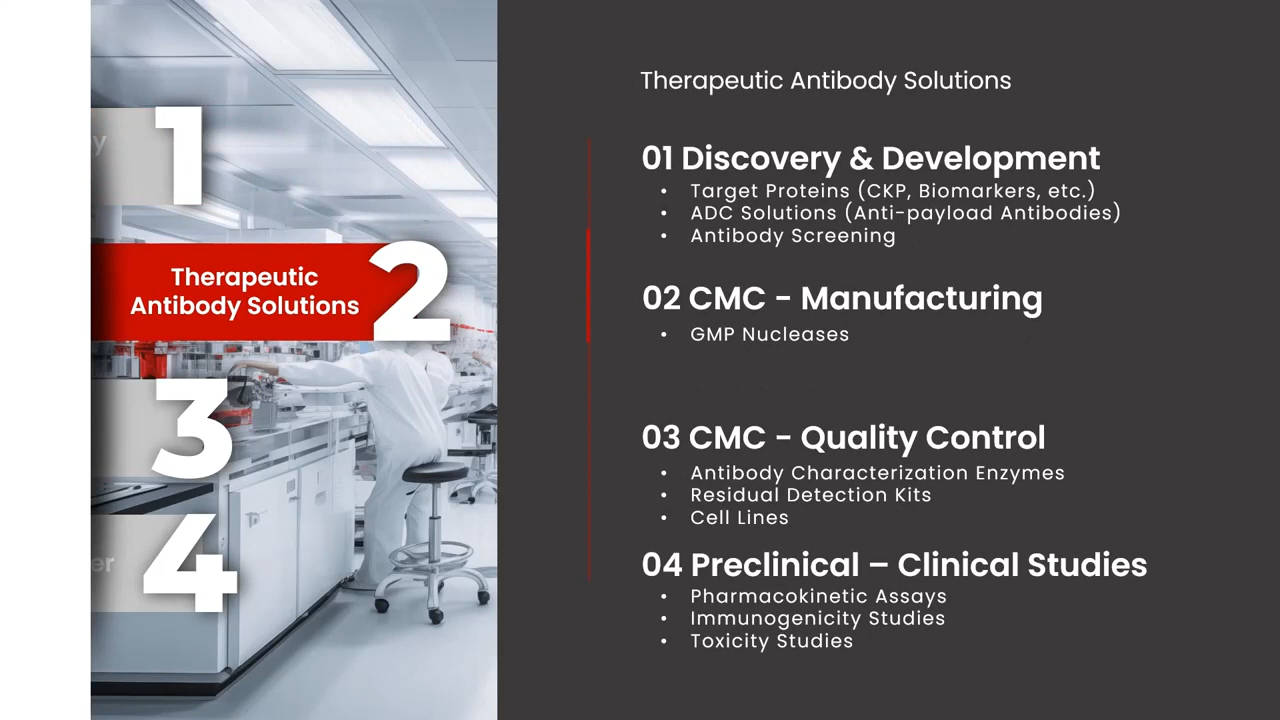 1
Therapeutic
Antibody Solutions
2
3
4
Therapeutic Antibody Solutions
01 Discovery & Development
• Target Proteins (CKP, Biomarkers, etc.)
• ADC Solutions (Anti-payload Antibodies)
• Antibody Screening
02 CMC - Manufacturing
• GMP Nucleases
03 CMC - Quality Control
• Antibody Characterization Enzymes
• Residual Detection Kits
• Cell Lines
04 Preclinical – Clinical Studies
• Pharmacokinetic Assays
• Immunogenicity Studies
• Toxicity Studies